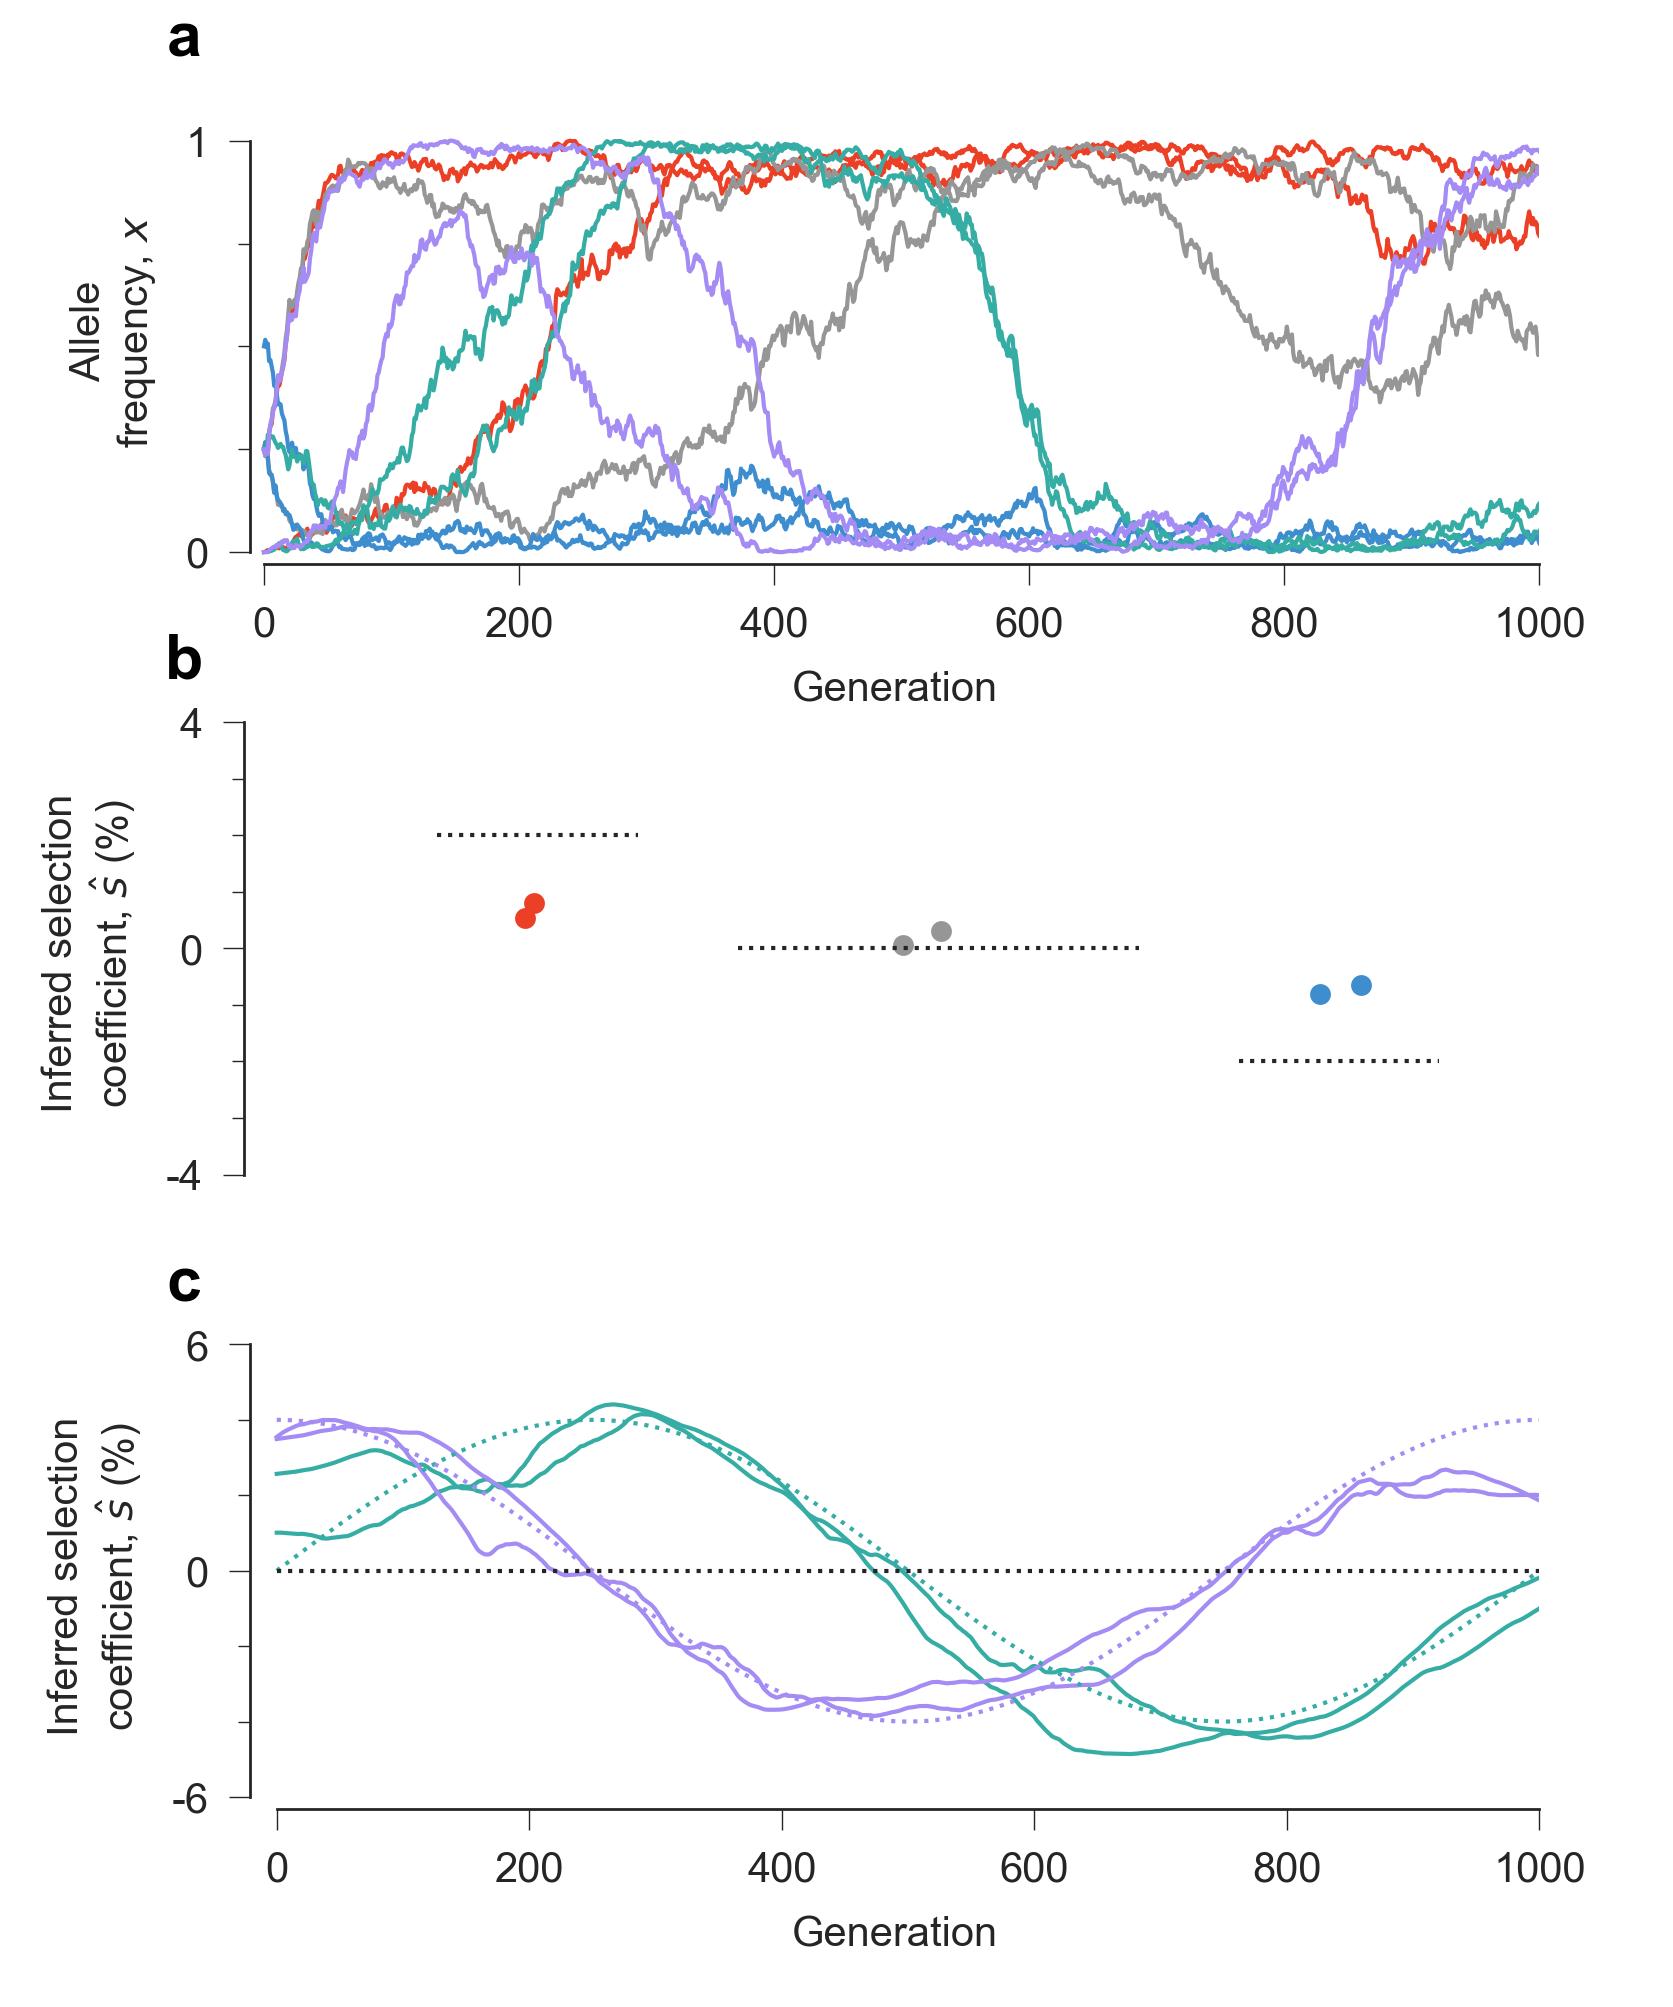 a
1
0
Allele
frequency, x
0 200 400 600 800 1000
Generation
b
4
0
-4
Inferred selection
coefficient, ŝ (%)
c
6
0
-6
Inferred selection
coefficient, ŝ (%)
0 200 400 600 800 1000
Generation